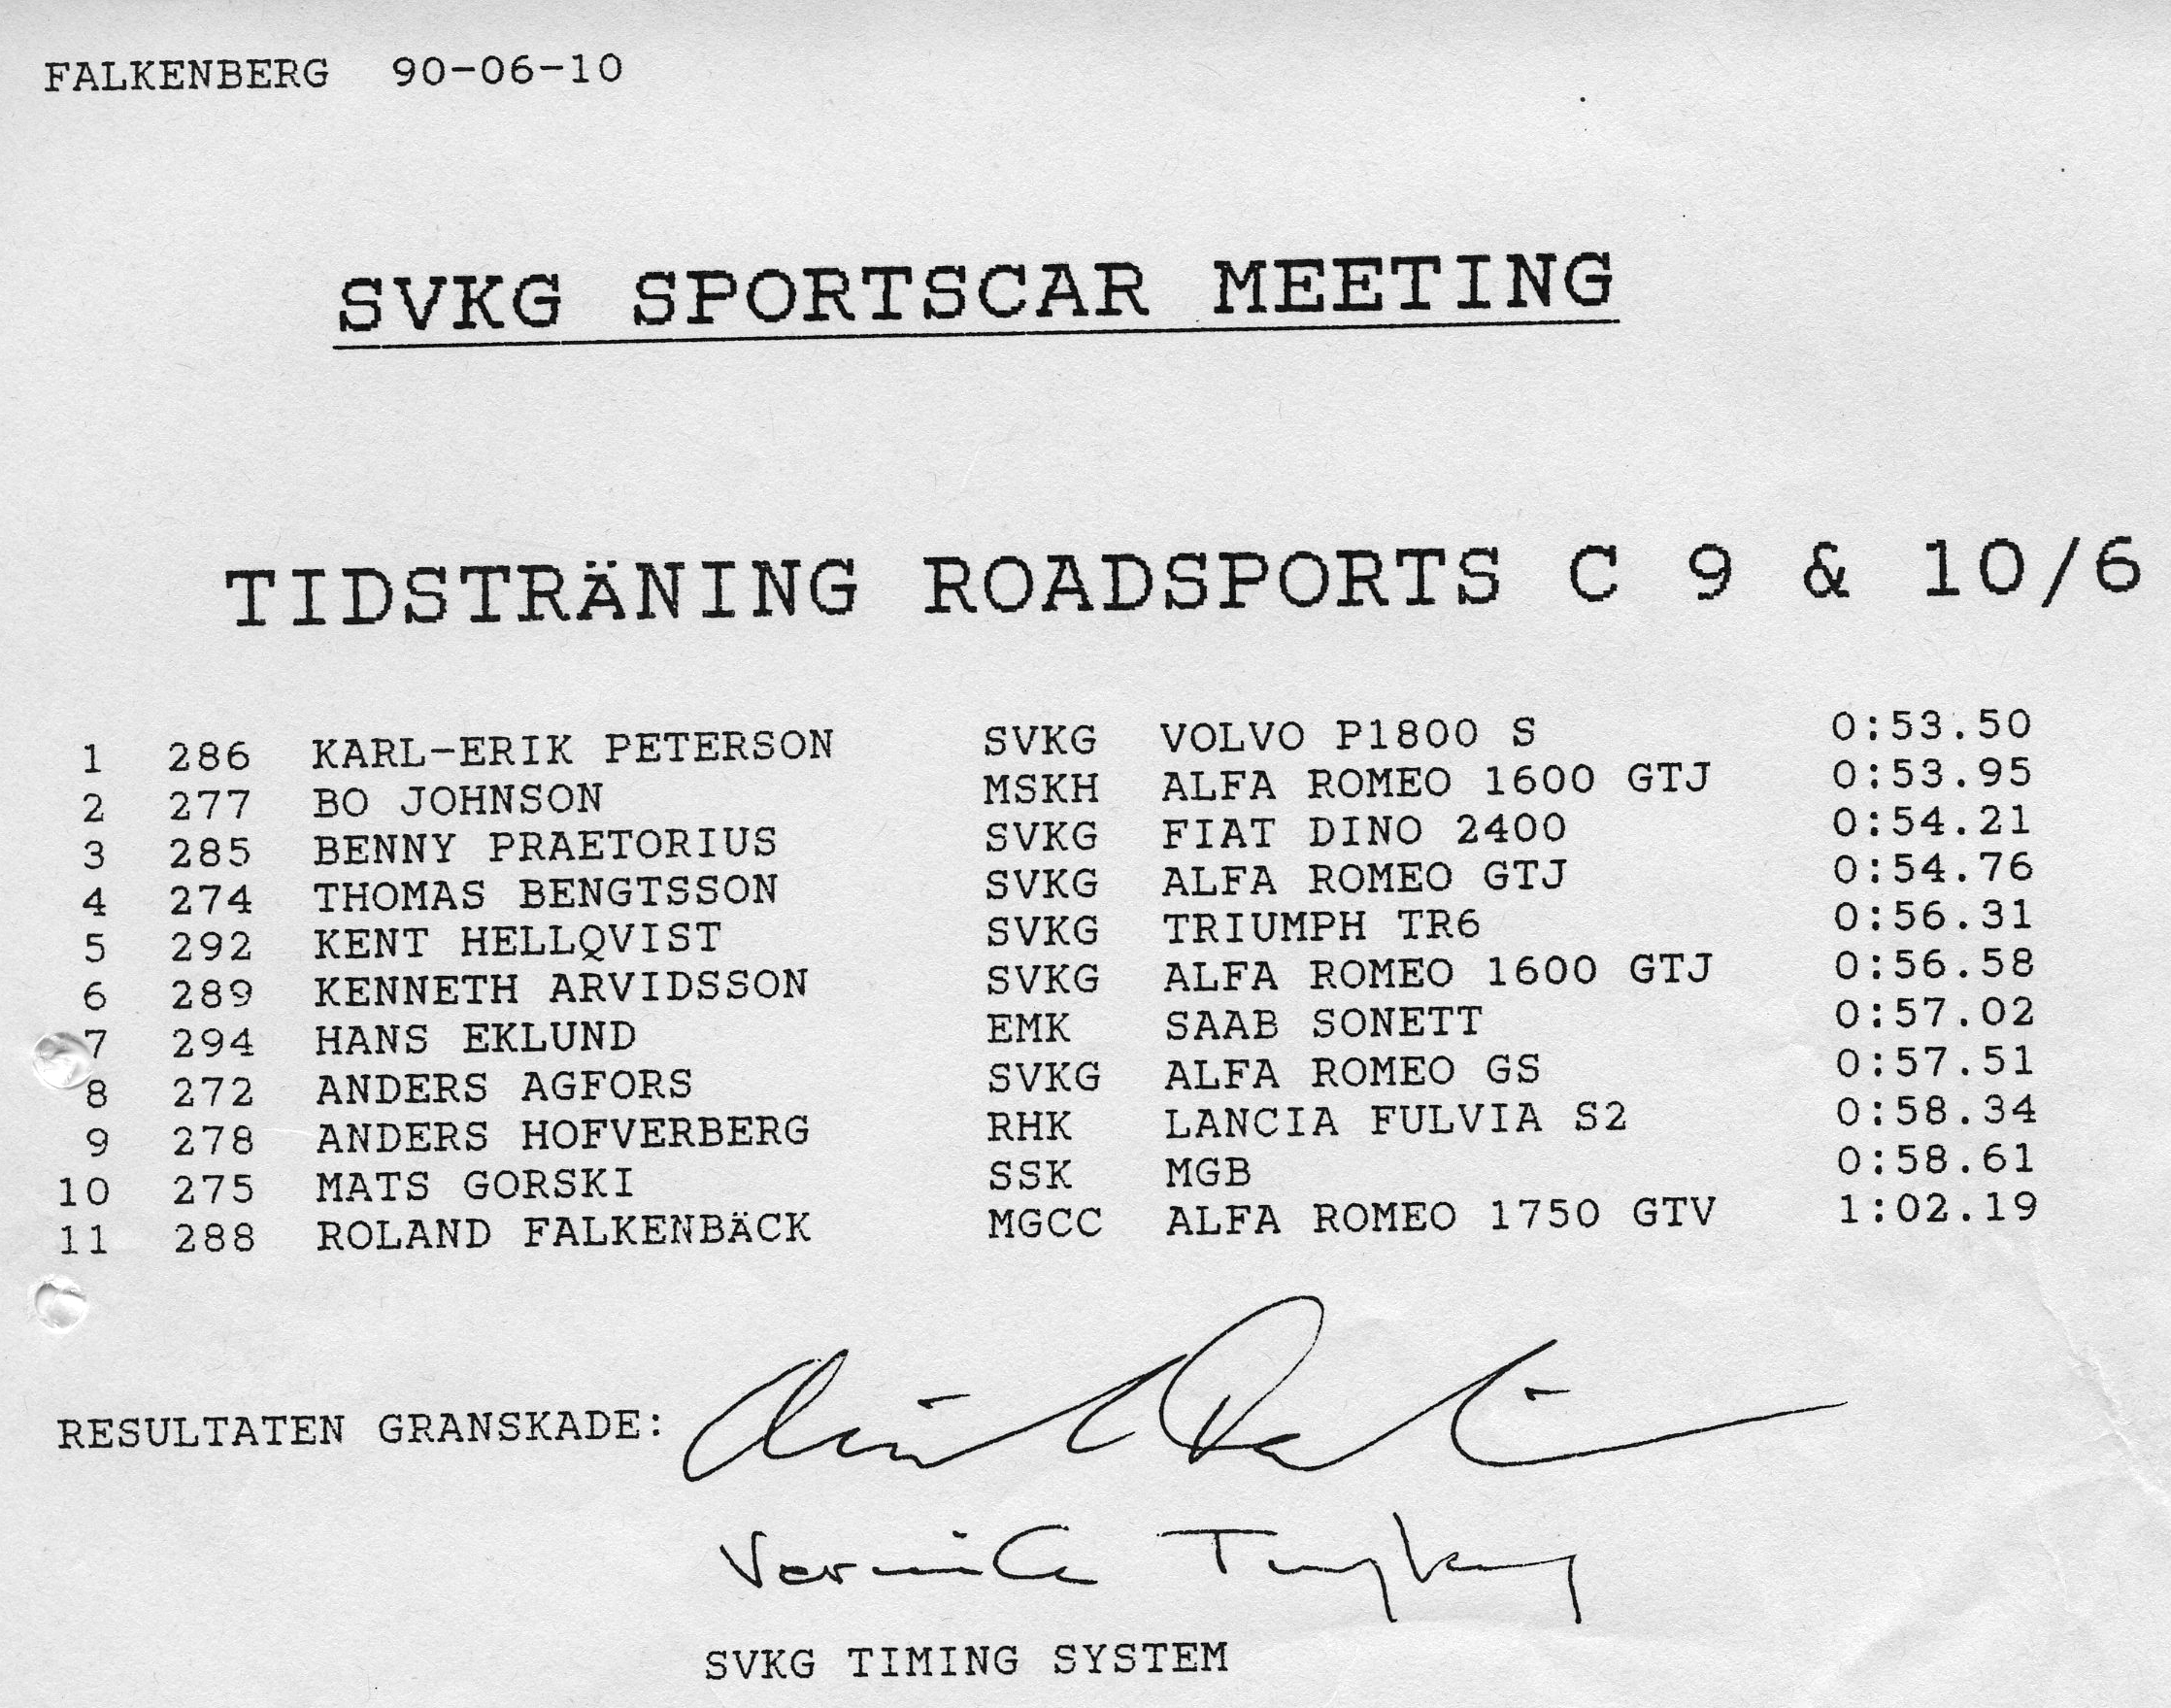 FALKENBERG 90-06-10
SVKG SPORTSCAR MEETING
TIDSTRÄNING ROADSPORTS C 9 & 10/6
1 286 KARL-ERIK PETERSON SVKG VOLVO P1800 S 0:53.50
2 277 BO JOHNSON MSKH ALFA ROMEO 1600 GTJ 0:53.95
3 285 BENNY PRAETORIUS SVKG FIAT DINO 2400 0:54.21
4 274 THOMAS BENGTSSON SVKG ALFA ROMEO GTJ 0:54.76
5 292 KENT HELLQVIST SVKG TRIUMPH TR6 0:56.31
6 289 KENNETH ARVIDSSON SVKG ALFA ROMEO 1600 GTJ 0:56.58
7 294 HANS EKLUND EMK SAAB SONETT 0:57.02
8 272 ANDERS AGFORS SVKG ALFA ROMEO GS 0:57.51
9 278 ANDERS HOFVERBERG RHK LANCIA FULVIA S2 0:58.34
10 275 MATS GORSKI SSK MGB 0:58.61
11 288 ROLAND FALKENBÄCK MGCC ALFA ROMEO 1750 GTV 1:02.19
RESULTATEN GRANSKADE:
SVKG TIMING SYSTEM